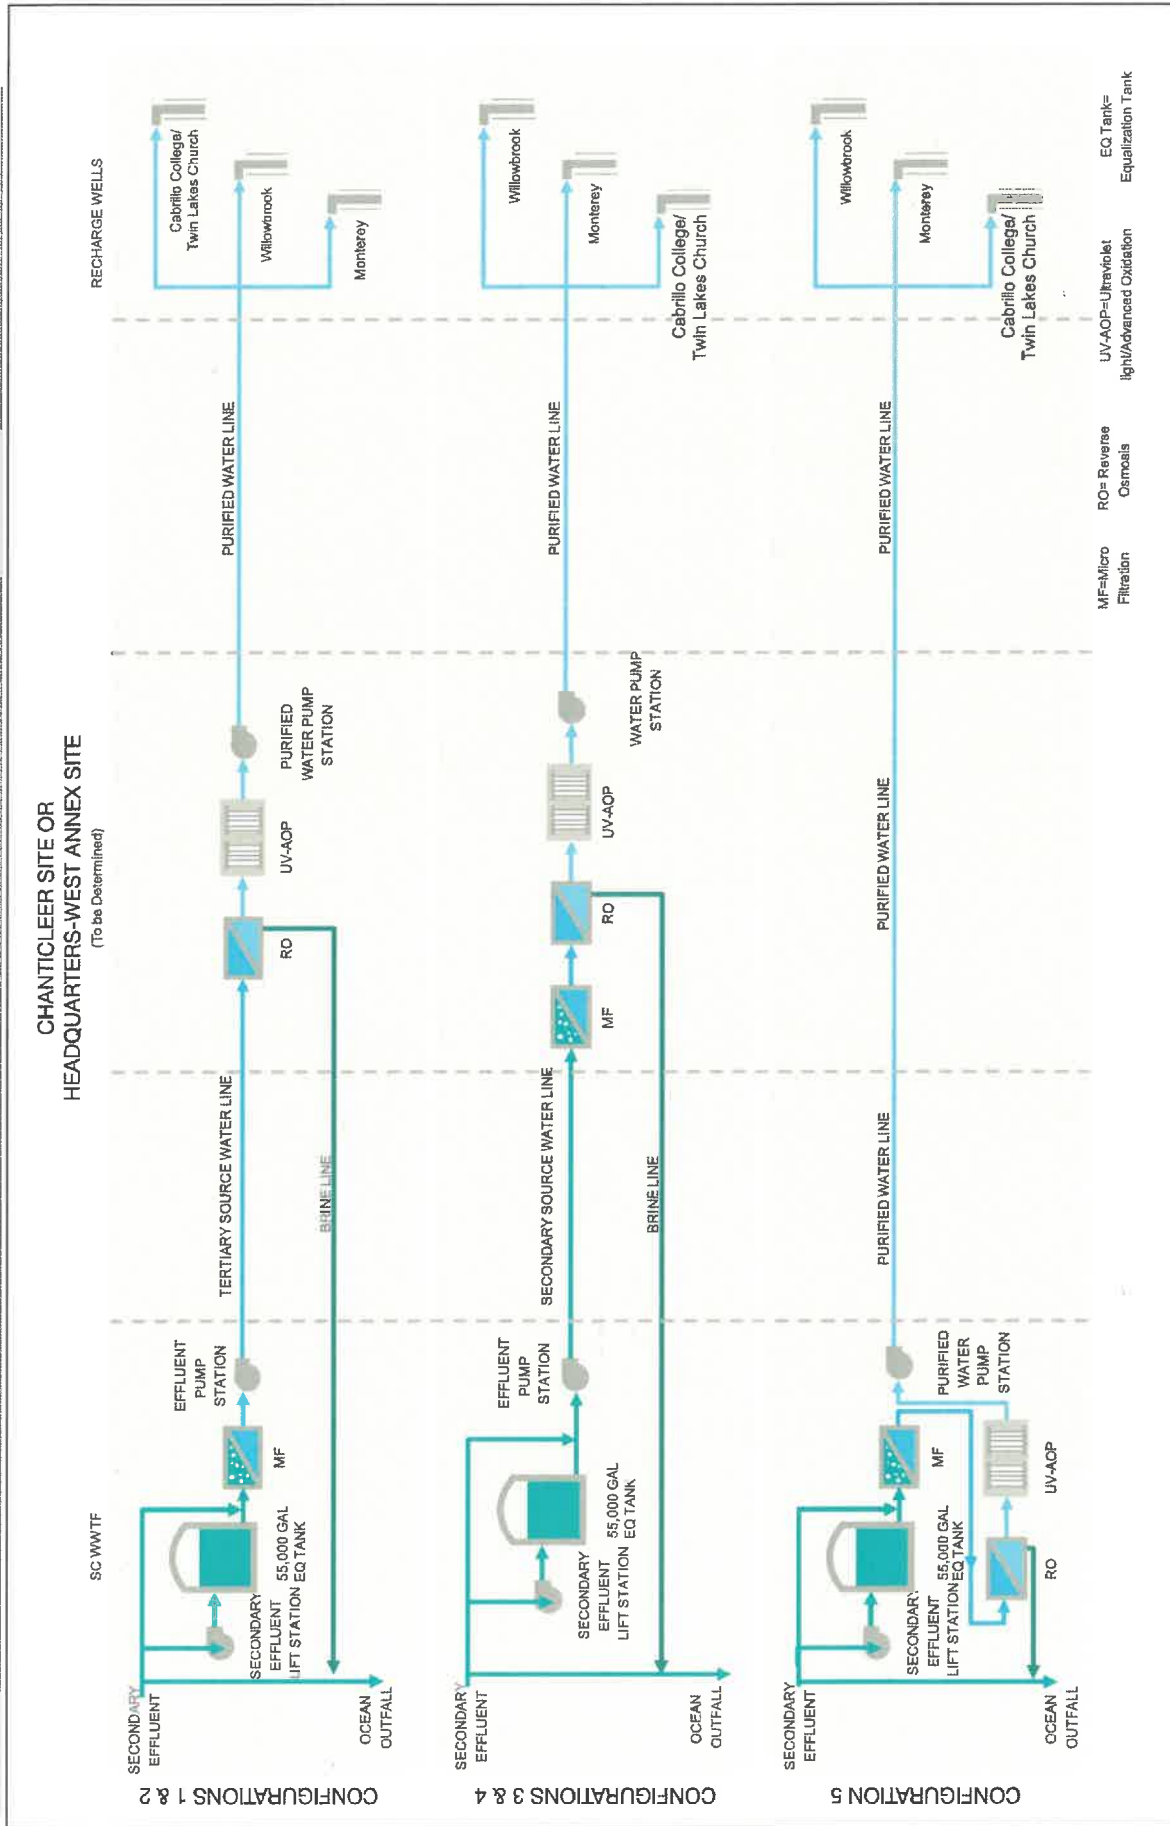 CHANTICLEER SITE OR
HEADQUARTERS-WEST ANNEX SITE
(To be Determined)
SC WWTF
RECHARGE WELLS
CONFIGURATIONS 1 & 2
SECONDARY
EFFLUENT
OCEAN
OUTFALL
SECONDARY
EFFLUENT
LIFT STATION
55,000 GAL
EQ TANK
MF
EFFLUENT
PUMP
STATION
TERTIARY SOURCE WATER LINE
BRINE LINE
RO
UV-AOP
PURIFIED
WATER PUMP
STATION
PURIFIED WATER LINE
Cabrillo College/
Twin Lakes Church
Willowbrook
Monterey
CONFIGURATIONS 3 & 4
SECONDARY
EFFLUENT
OCEAN
OUTFALL
SECONDARY
EFFLUENT
LIFT STATION
55,000 GAL
EQ TANK
EFFLUENT
PUMP
STATION
SECONDARY SOURCE WATER LINE
BRINE LINE
MF
RO
UV-AOP
WATER PUMP
STATION
PURIFIED WATER LINE
Willowbrook
Monterey
Cabrillo College/
Twin Lakes Church
CONFIGURATION 5
SECONDARY
EFFLUENT
OCEAN
OUTFALL
SECONDARY
EFFLUENT
LIFT STATION
55,000 GAL
EQ TANK
MF
RO
UV-AOP
PURIFIED
WATER
PUMP
STATION
PURIFIED WATER LINE
PURIFIED WATER LINE
PURIFIED WATER LINE
Willowbrook
Monterey
Cabrillo College/
Twin Lakes Church
MF=Micro
Filtration
RO= Reverse
Osmosis
UV-AOP=Ultraviolet
light/Advanced Oxidation
EQ Tank=
Equalization Tank